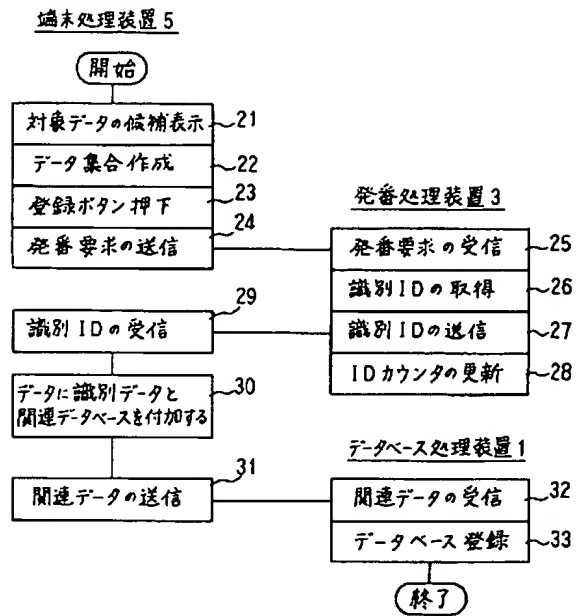 端末処理装置5
開始
対象データの候補表示
21
データ集合作成
22
登録ボタン押下
23
発番要求の送信
24
発番処理装置3
発番要求の受信
25
識別IDの取得
26
識別IDの送信
27
IDカウンタの更新
28
識別IDの受信
29
データに識別データと
関連データベースを付加する
30
関連データの送信
31
データベース処理装置1
関連データの受信
32
データベース登録
33
終了